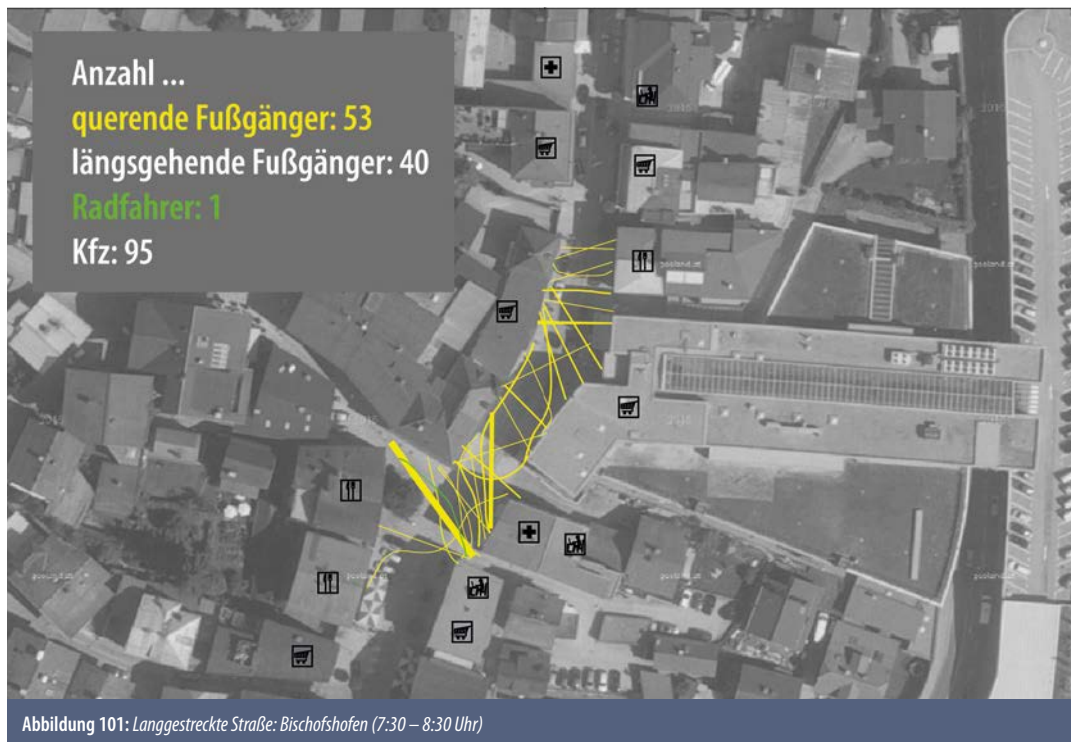 Anzahl ...
querende Fußgänger: 53
längsgehende Fußgänger: 40
Radfahrer: 1
Kfz: 95
Abbildung 101: Langgestreckte Straße: Bischofshofen (7:30 – 8:30 Uhr)